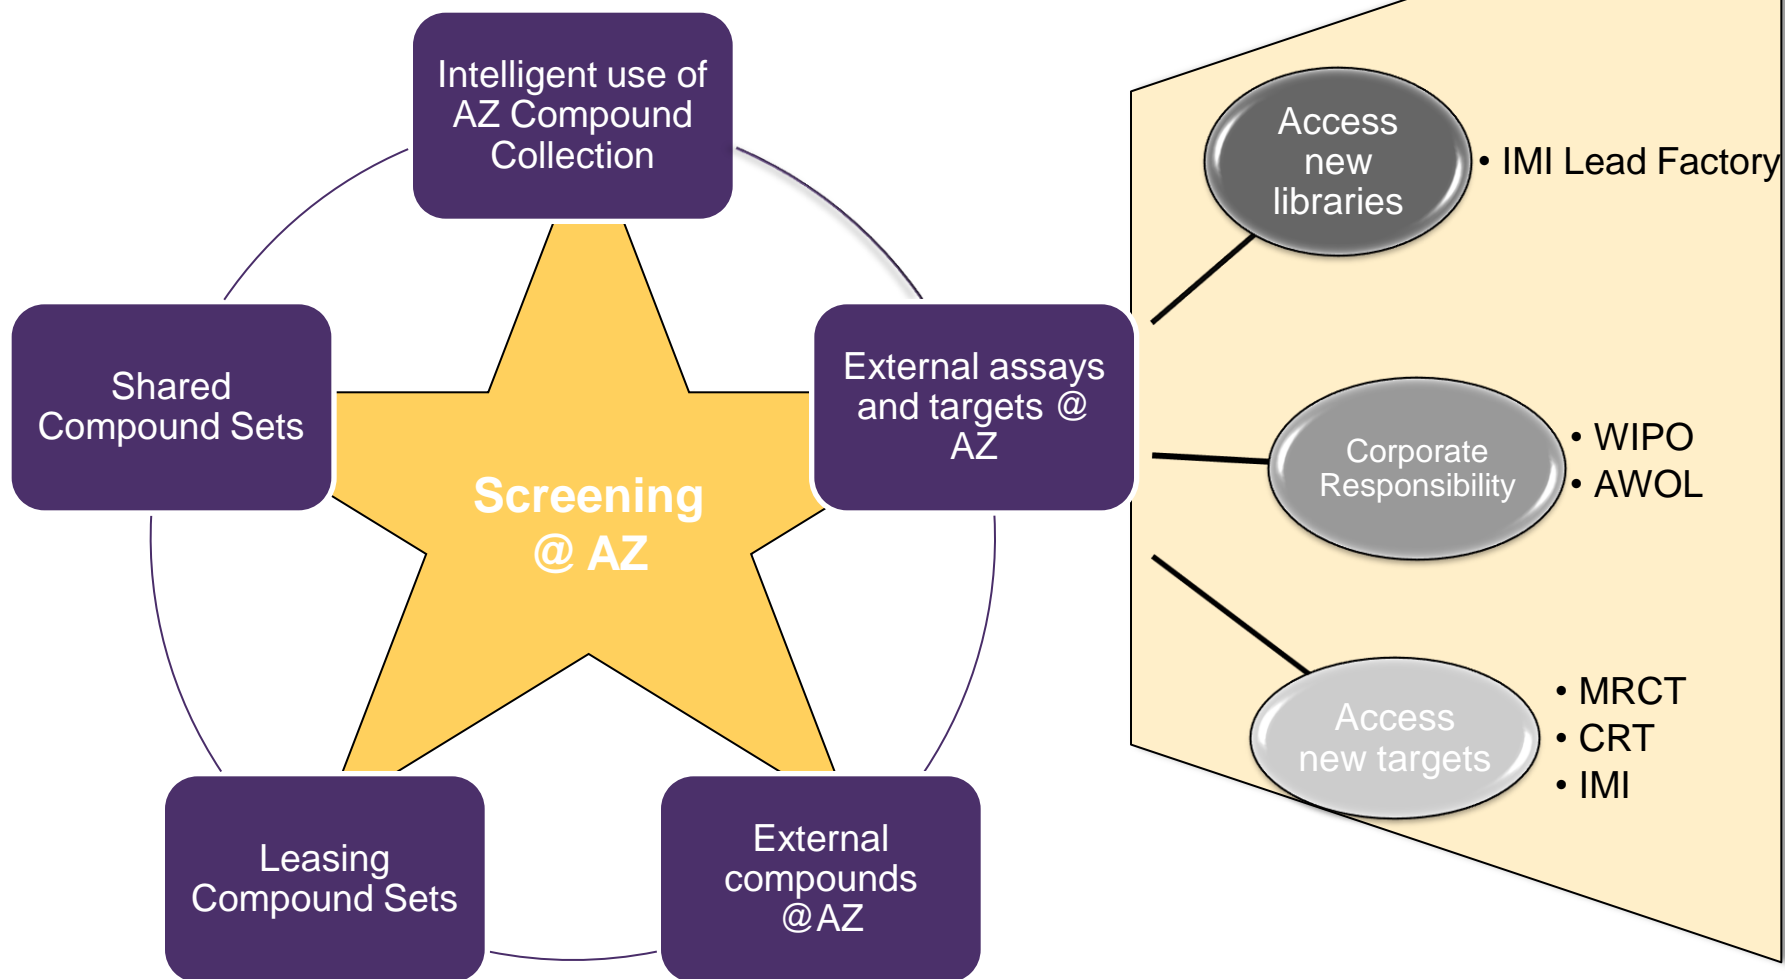 Intelligent use of
AZ Compound
Collection
Shared
Compound Sets
External assays
and targets @
AZ
Screening
@ AZ
Leasing
Compound Sets
External
compounds
@AZ
Access
new
libraries
• IMI Lead Factory
Corporate
Responsibility
• WIPO
• AWOL
Access
new targets
• MRCT
• CRT
• IMI